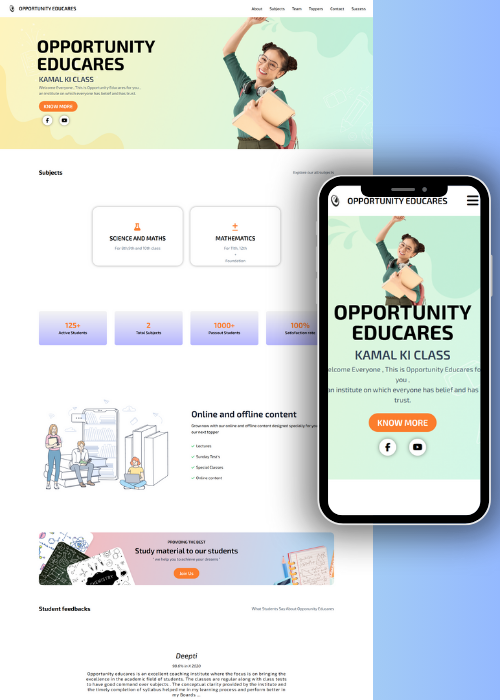 OPPORTUNITY EDUCARES
About Subjects Team Toppers Contact Success
OPPORTUNITY
EDUCARES
KAMAL KI CLASS
Welcome Everyone , This is Opportunity Educares for you ,
an institute on which everyone has belief and has trust.
KNOW MORE
Subjects
Explore our all subjects
SCIENCE AND MATHS
For 8th,9th and 10th class
MATHEMATICS
For 11th, 12th
+
Foundation
125+
Active Students
2
Total Subjects
1000+
Passout Students
100%
Satisfaction rate
Online and offline content
Grow now with our online and offline content designed specially for you
our next topper
Lectures
Sunday Test's
Special Classes
Online content
PROVIDING THE BEST
Study material to our students
" we help you to achieve your lessons "
Join Us
CHEMISTRY
Student feedbacks
What Students Say About Opportunity Educares
Deepti
Opportunity educares is an excellent teaching institute where the focus is on bringing the
excellence in the academic field of students. The classes are regular along with class tests
to have good command over subjects . The conceptual clarity provided by the institute and
the timely completion of syllabus helped me in my learning process and perform better in
my Boards ...
OPPORTUNITY EDUCARES
OPPORTUNITY
EDUCARES
KAMAL KI CLASS
elcome Everyone , This is Opportunity Educares fo
you ,
an institute on which everyone has belief and has
trust.
KNOW MORE